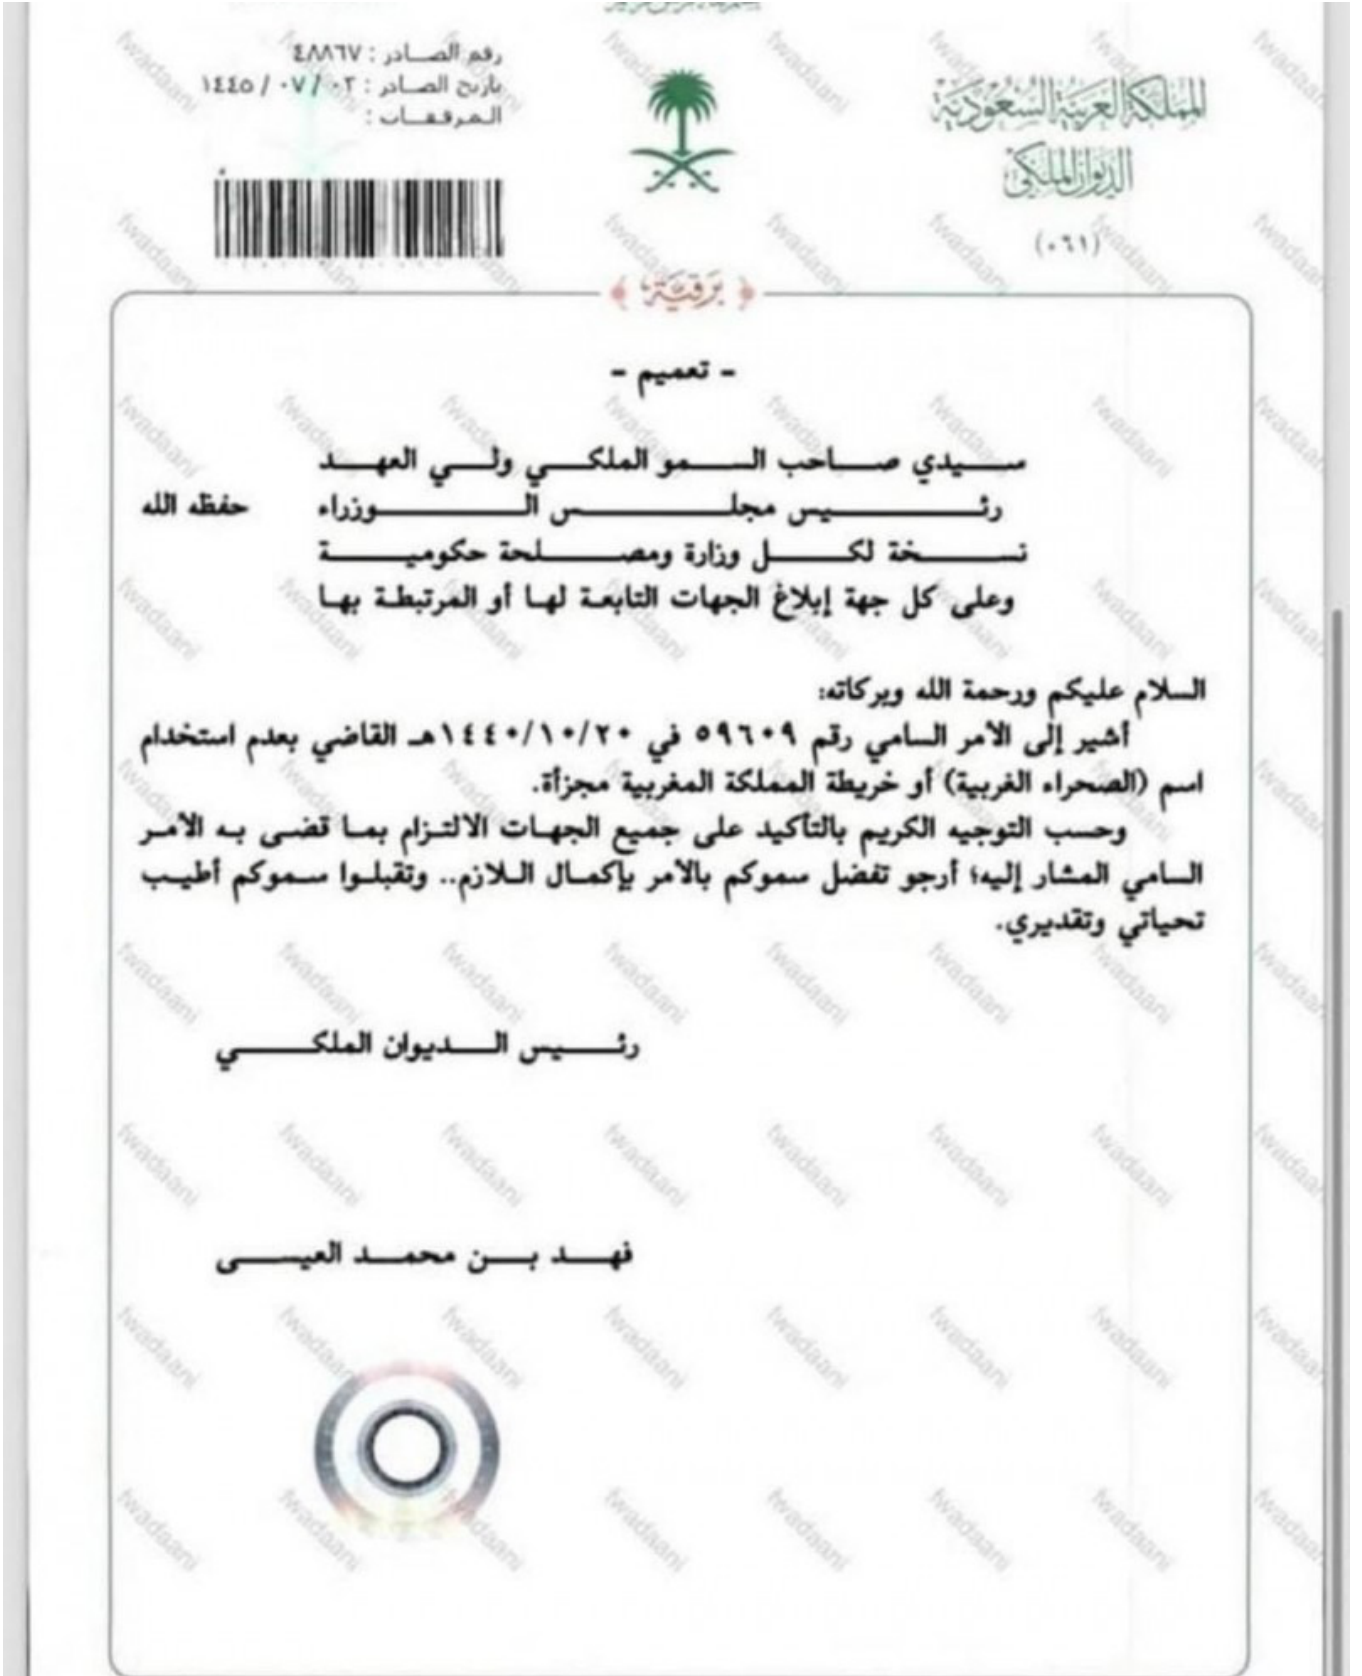 المملكة العربية السعودية
الديوان الملكي
(٠٦١)
رقم الصادر : ٤٨٨٦٧
تاريخ الصادر : ٠٣ / ٠٧ / ١٤٤٥
المرفقات :
برقية
- تعميم -
سيدي صاحب السمو الملكي ولي العهد
رئيس مجلس الوزراء حفظه الله
نسخة لكل وزارة ومصلحة حكومية
وعلى كل جهة إبلاغ الجهات التابعة لها أو المرتبطة بها
السلام عليكم ورحمة الله وبركاته:
أشير إلى الأمر السامي رقم ٥٩٦٠٩ في ١٤٤٠/١٠/٢٠هـ القاضي بعدم استخدام
اسم (الصحراء الغربية) أو خريطة المملكة المغربية مجزأة.
وحسب التوجيه الكريم بالتأكيد على جميع الجهات الالتزام بما قضى به الأمر
السامي المشار إليه؛ أرجو تفضل سموكم بالأمر بإكمال اللازم.. وتقبلوا سموكم أطيب
تحياتي وتقديري.
رئيس الديوان الملكي
فهد بن محمد العيسى
fwadaani